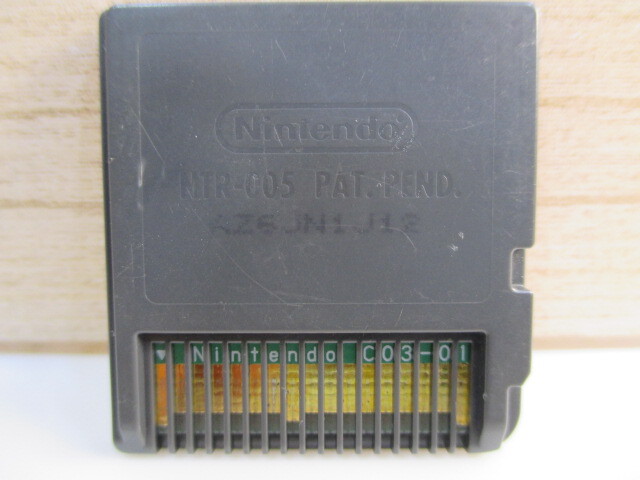 Nintendo
NTR-005 PAT.-PEND.
AZ6JN1J12
▼ Nintendo C03-01